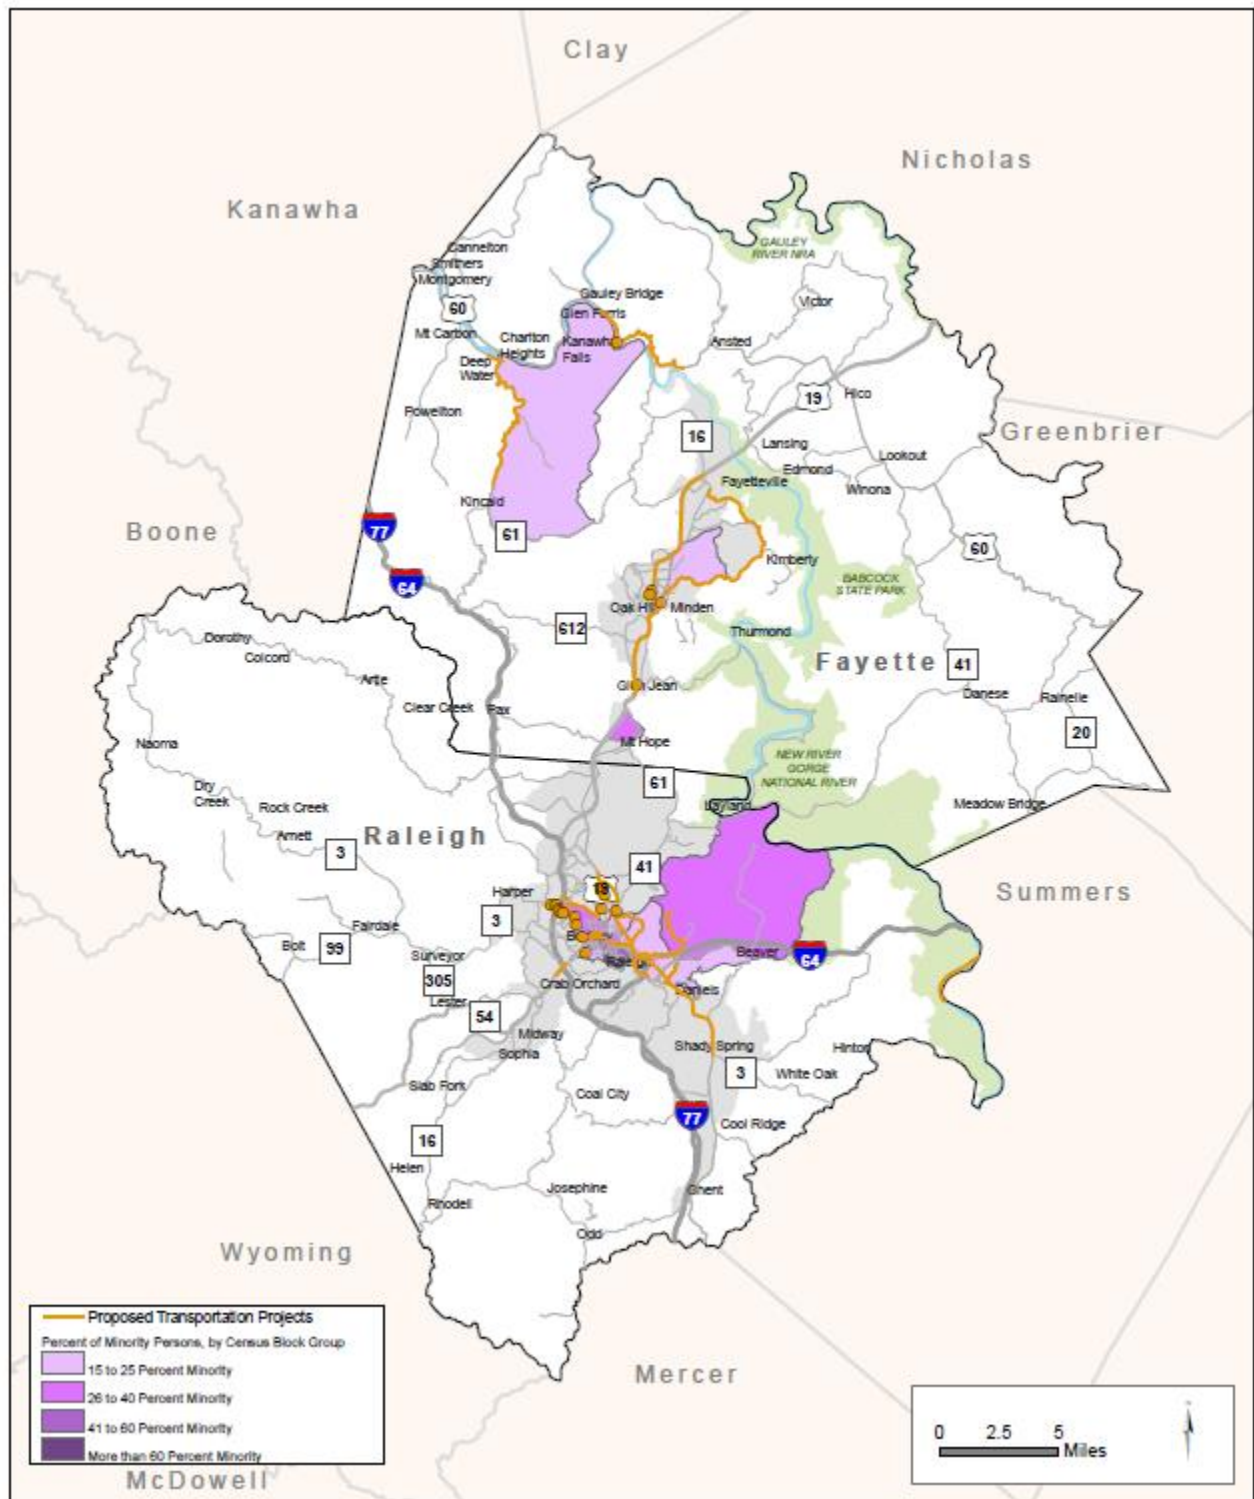 Clay
Nicholas
Kanawha
GAULEY
RIVER NRA
Cannelton
Smithers
Montgomery
60
Gauley Bridge
Glen Ferris
Victor
Mt Carbon
Charlton
Heights
Kanawha
Falls
Ansted
Deep
Water
19
Hico
Powellton
Greenbrier
16
Lansing
Lookout
Edmond
Fayetteville
Winona
Kincaid
77
61
Boone
60
Kimberly
64
BABCOCK
STATE PARK
Oak Hill
Minden
612
Thurmond
Dorothy
Colcord
Fayette
41
Artie
Glen Jean
Danese
Rainelle
Clear Creek
Pax
20
Naoma
Mt Hope
NEW RIVER
GORGE
NATIONAL RIVER
61
Dry
Creek
Rock Creek
Layland
Meadow Bridge
Arnett
Raleigh
3
41
Harper
19
Summers
3
Fairdale
Bolt
99
Surveyor
Beaver
64
305
Crab Orchard
Daniels
Lester
54
Midway
Sophia
Shady Spring
Hinton
3
White Oak
Slab Fork
Coal City
77
Cool Ridge
16
Helen
Josephine
Ghent
Rhodell
Odd
Wyoming
Proposed Transportation Projects
Percent of Minority Persons, by Census Block Group
15 to 25 Percent Minority
26 to 40 Percent Minority
41 to 60 Percent Minority
More than 60 Percent Minority
Mercer
0 2.5 5
Miles
McDowell